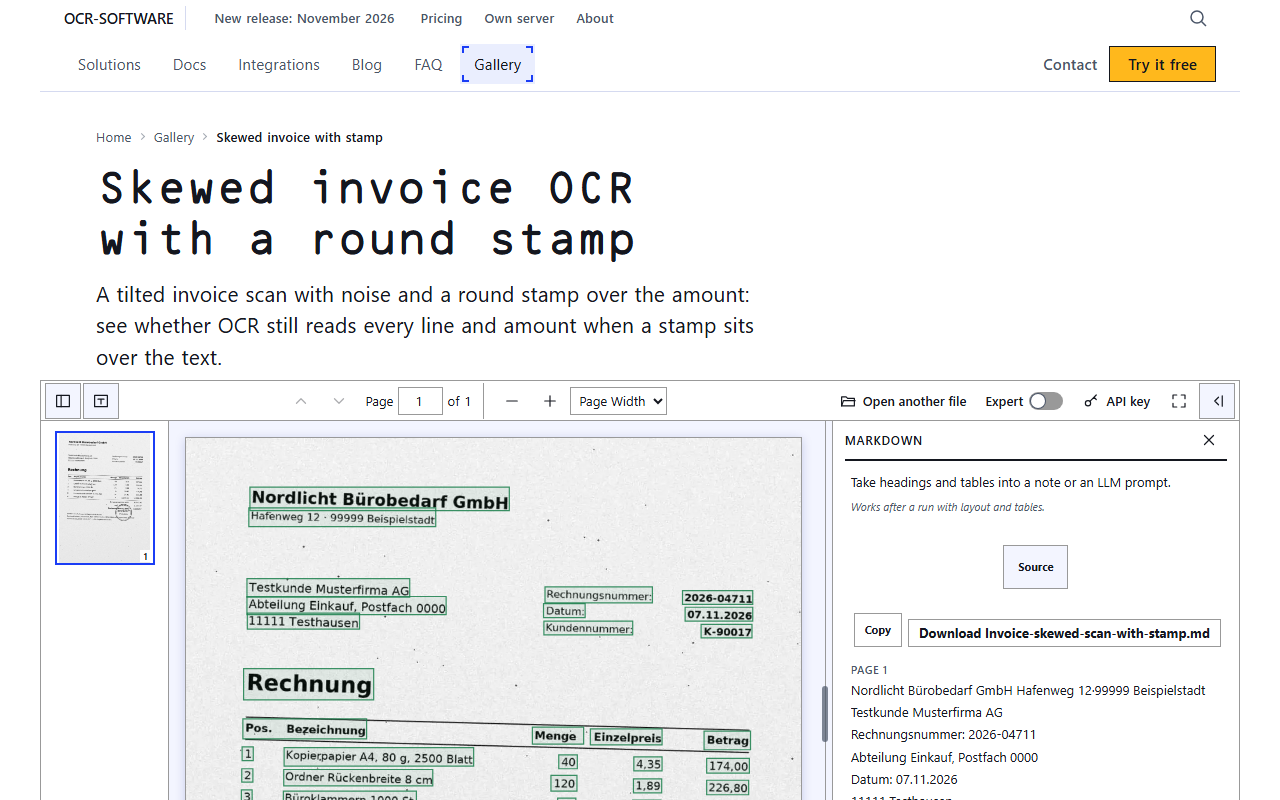 OCR-SOFTWARE
New release: November 2026
Pricing
Own server
About
Solutions
Docs
Integrations
Blog
FAQ
Gallery
Contact
Try it free
Home > Gallery > Skewed invoice with stamp
Skewed invoice OCR
with a round stamp
A tilted invoice scan with noise and a round stamp over the amount:
see whether OCR still reads every line and amount when a stamp sits
over the text.
Page 1 of 1
Page Width
Open another file
Expert
API key
Rechnung
1
Nordlicht Bürobedarf GmbH
Hafenweg 12 · 99999 Beispielstadt
Testkunde Musterfirma AG
Abteilung Einkauf, Postfach 0000
11111 Testhausen
Rechnungsnummer: 2026-04711
Datum: 07.11.2026
Kundennummer: K-90017
Rechnung
Pos. Bezeichnung Menge Einzelpreis Betrag
1 Kopierpapier A4, 80 g, 2500 Blatt 40 4,35 174,00
2 Ordner Rückenbreite 8 cm 120 1,89 226,80
3 Büroklammern 1000 St
MARKDOWN
Take headings and tables into a note or an LLM prompt.
Works after a run with layout and tables.
Source
Copy
Download Invoice-skewed-scan-with-stamp.md
PAGE 1
Nordlicht Bürobedarf GmbH Hafenweg 12·99999 Beispielstadt
Testkunde Musterfirma AG
Rechnungsnummer: 2026-04711
Abteilung Einkauf, Postfach 0000
Datum: 07.11.2026
11111 Testhausen